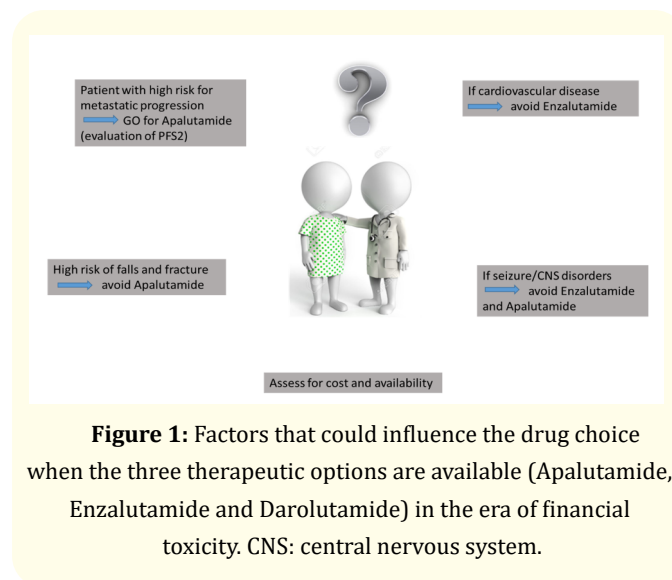 Patient with high risk for
metastatic progression
GO for Apalutamide
(evaluation of PFS2)
If cardiovascular disease
avoid Enzalutamide
High risk of falls and fracture
avoid Apalutamide
If seizure/CNS disorders
avoid Enzalutamide
and Apalutamide
Assess for cost and availability
Figure 1: Factors that could influence the drug choice
when the three therapeutic options are available (Apalutamide,
Enzalutamide and Darolutamide) in the era of financial
toxicity. CNS: central nervous system.